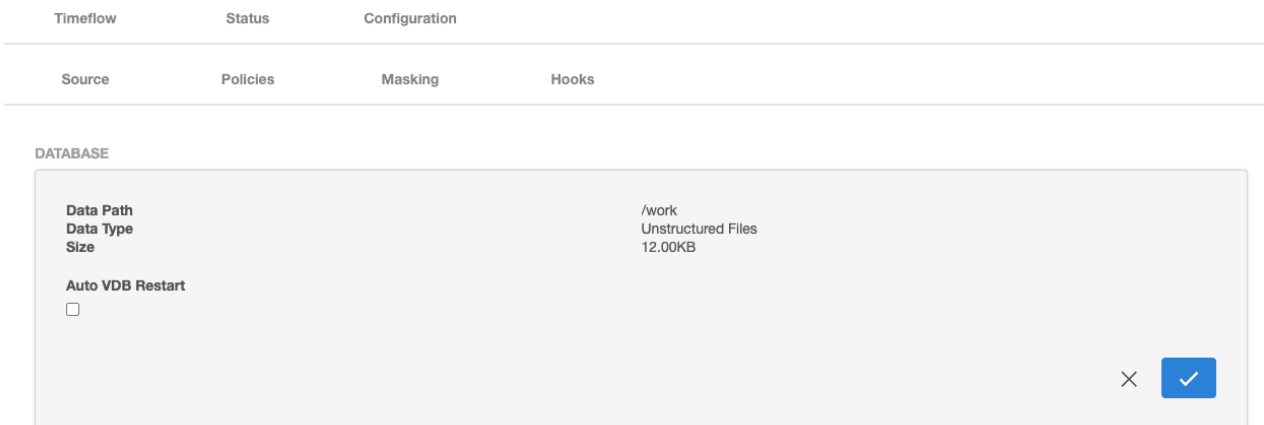 Timeflow Status Configuration
Source Policies Masking Hooks
DATABASE
Data Path /work
Data Type Unstructured Files
Size 12.00KB
Auto VDB Restart